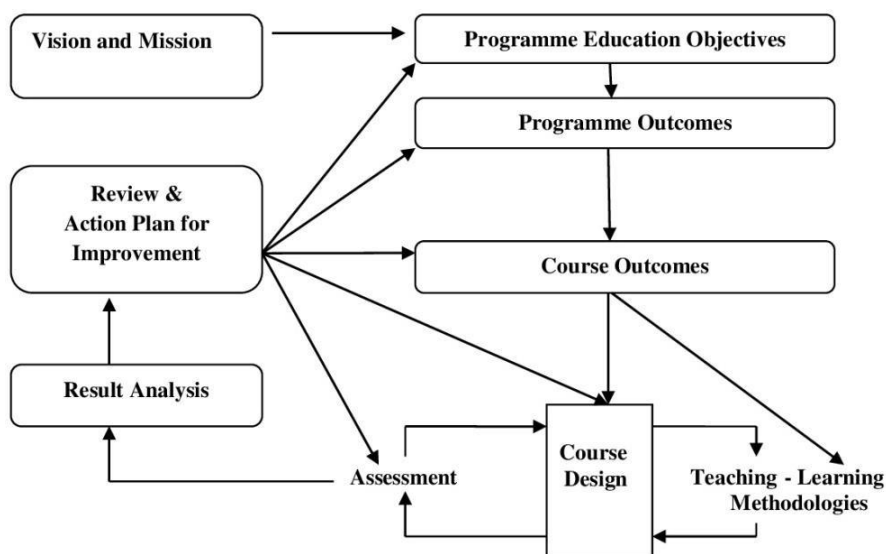 Vision and Mission
Programme Education Objectives
Programme Outcomes
Review &
Action Plan for
Improvement
Course Outcomes
Result Analysis
Assessment
Course
Design
Teaching - Learning
Methodologies